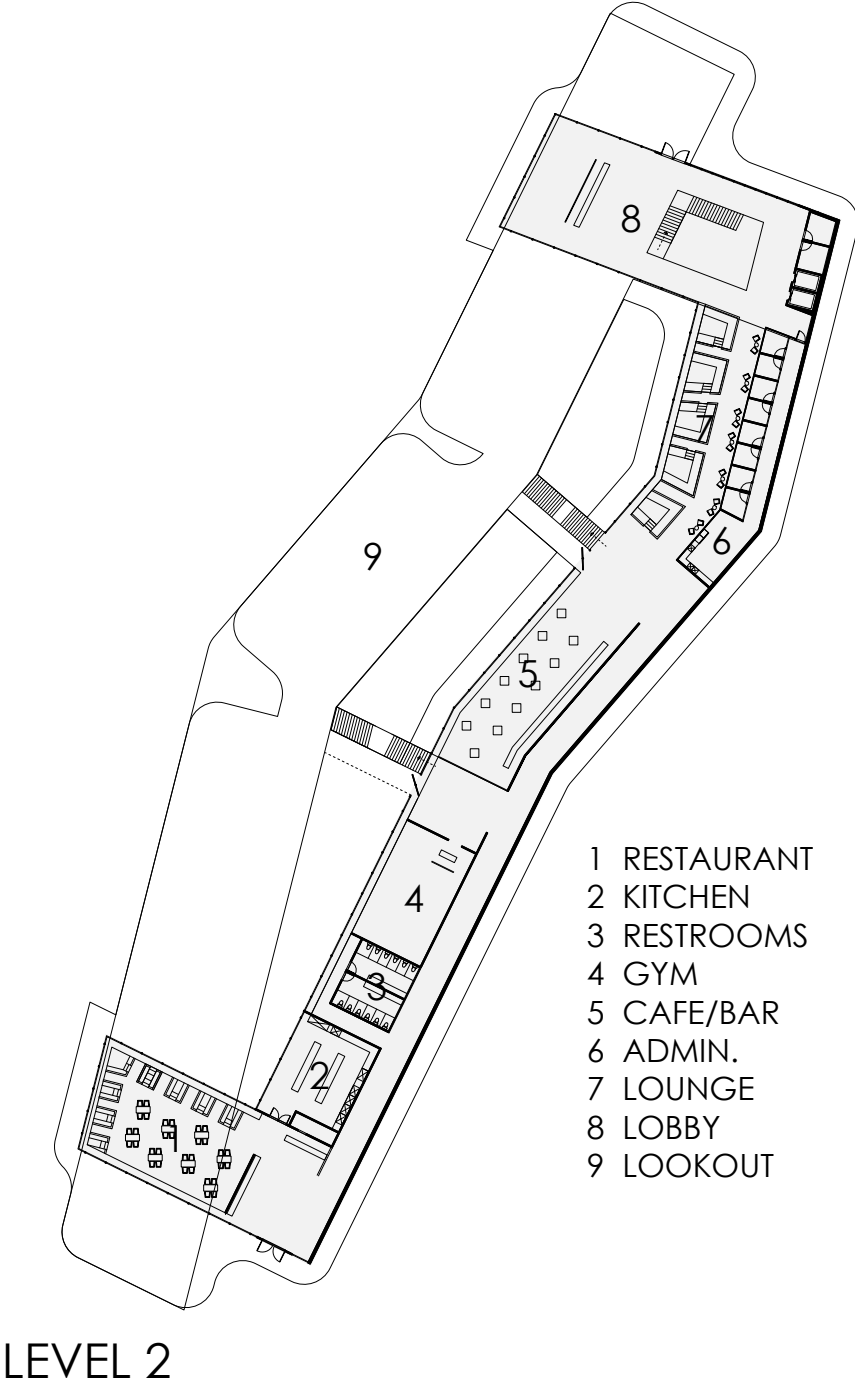 8
7
6
9
5
4
3
2
1
1 RESTAURANT
2 KITCHEN
3 RESTROOMS
4 GYM
5 CAFE/BAR
6 ADMIN.
7 LOUNGE
8 LOBBY
9 LOOKOUT
LEVEL 2